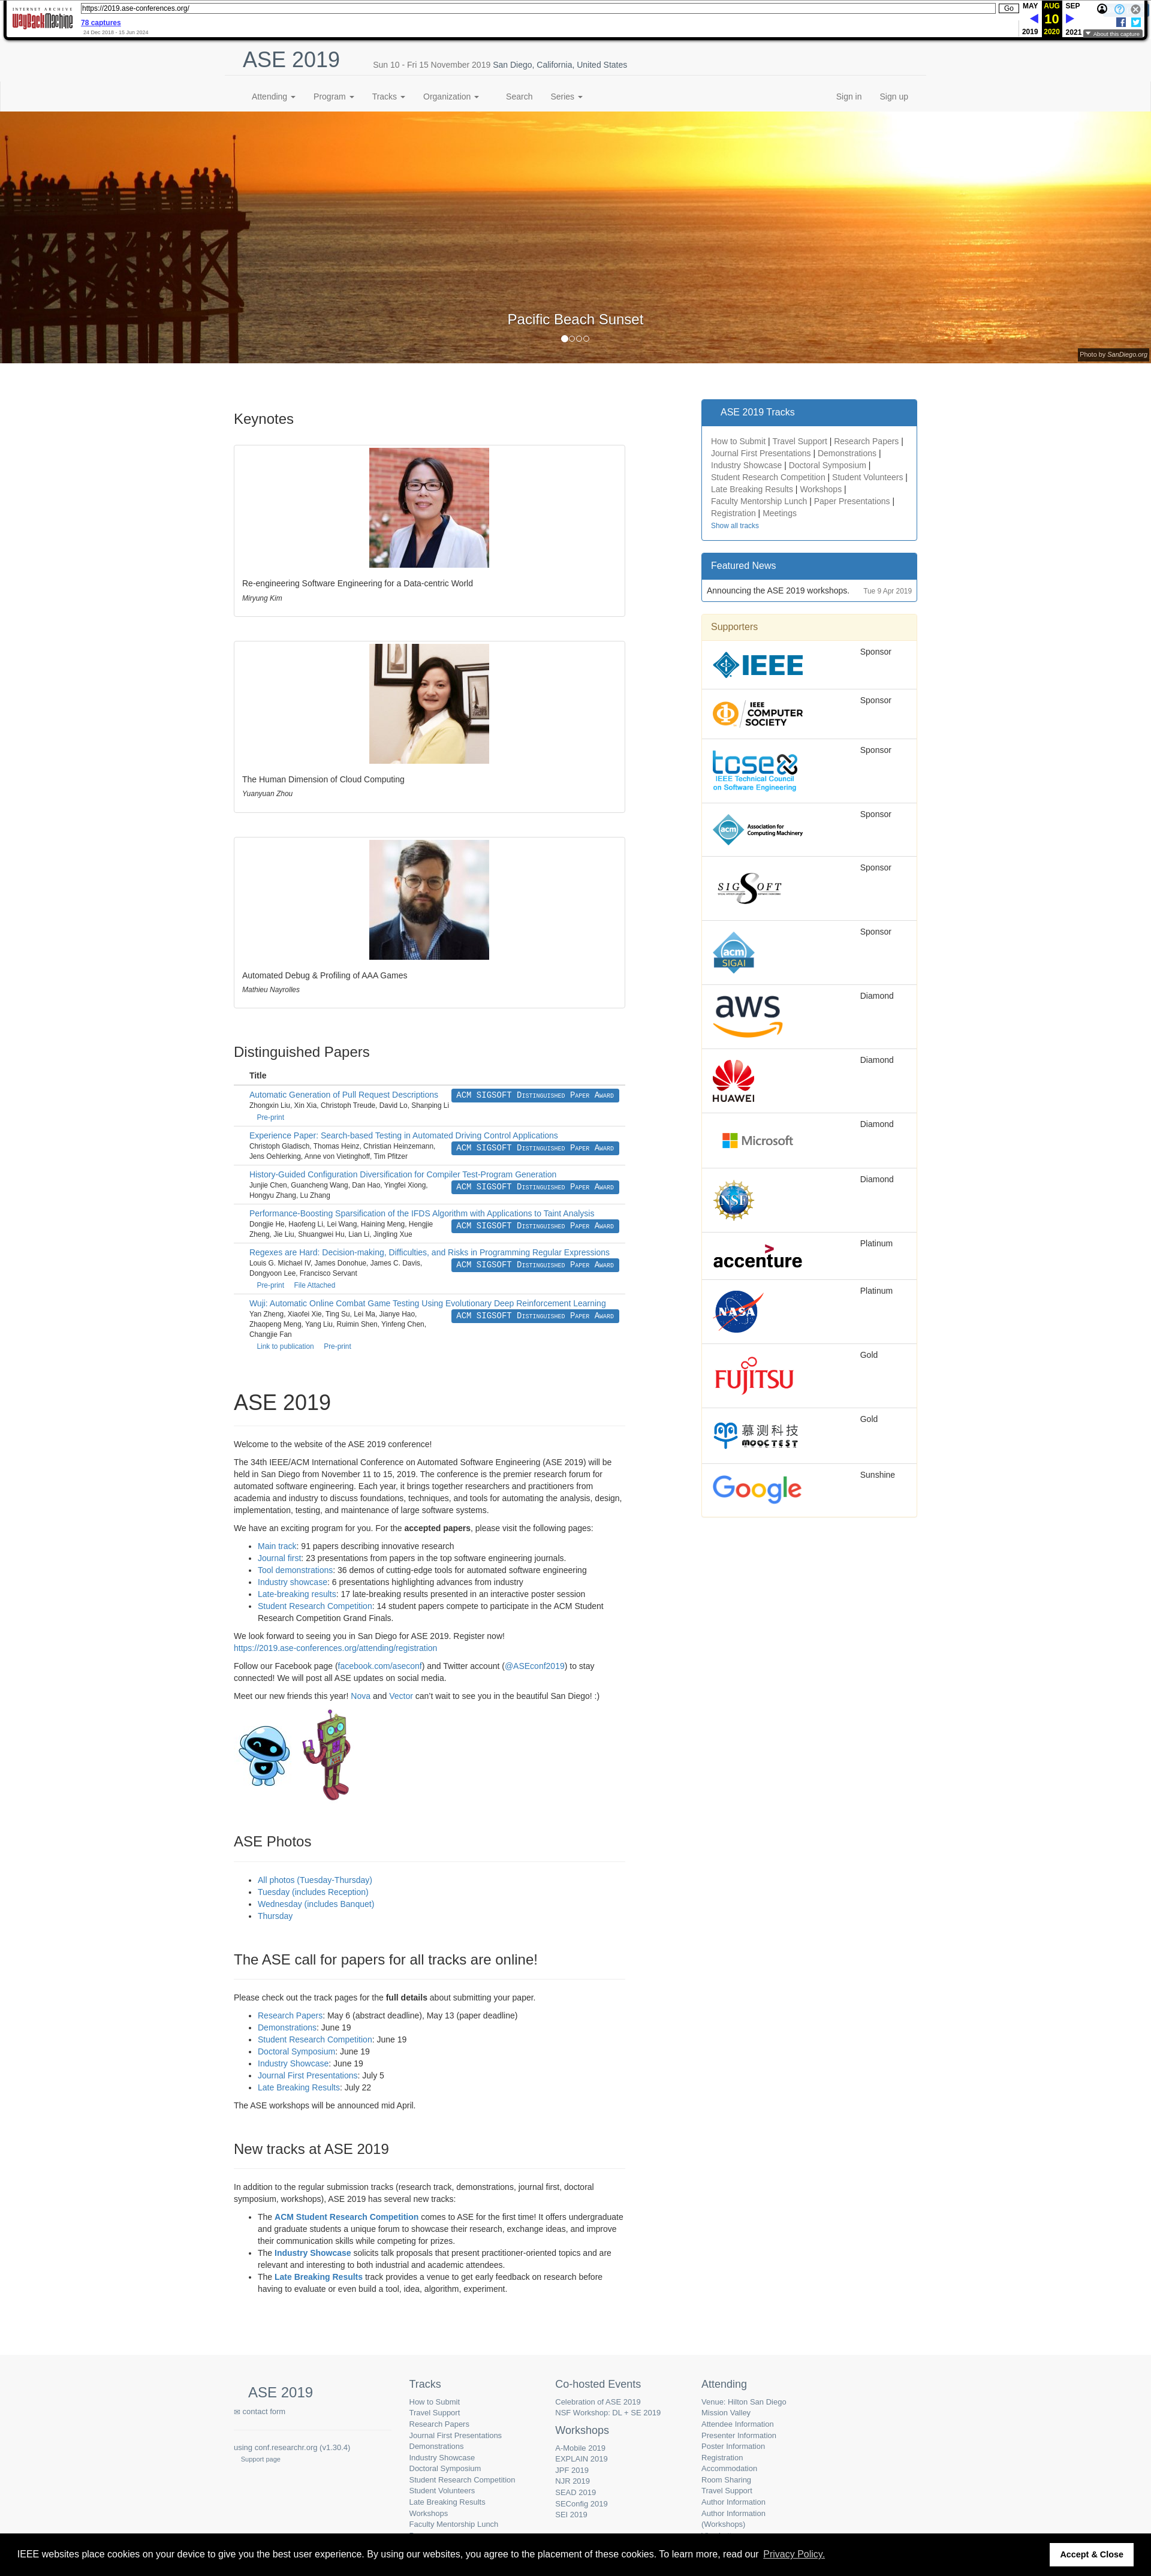 INTERNET ARCHIVE
WayBackMachine
https://2019.ase-conferences.org/
Go
78 captures
24 Dec 2018 - 15 Jun 2024
MAY AUG SEP
10
2019 2020 2021
About this capture
ASE 2019
Sun 10 - Fri 15 November 2019 San Diego, California, United States
Attending Program Tracks Organization Search Series Sign in Sign up
Pacific Beach Sunset
Photo by SanDiego.org
Keynotes
Re-engineering Software Engineering for a Data-centric World
Miryung Kim
The Human Dimension of Cloud Computing
Yuanyuan Zhou
Automated Debug & Profiling of AAA Games
Mathieu Nayrolles
Distinguished Papers
Title
Automatic Generation of Pull Request Descriptions
ACM SIGSOFT Distinguished Paper Award
Zhongxin Liu, Xin Xia, Christoph Treude, David Lo, Shanping Li
Pre-print
Experience Paper: Search-based Testing in Automated Driving Control Applications
Christoph Gladisch, Thomas Heinz, Christian Heinzemann,
ACM SIGSOFT Distinguished Paper Award
Jens Oehlerking, Anne von Vietinghoff, Tim Pfitzer
History-Guided Configuration Diversification for Compiler Test-Program Generation
Junjie Chen, Guancheng Wang, Dan Hao, Yingfei Xiong,
ACM SIGSOFT Distinguished Paper Award
Hongyu Zhang, Lu Zhang
Performance-Boosting Sparsification of the IFDS Algorithm with Applications to Taint Analysis
Dongjie He, Haofeng Li, Lei Wang, Haining Meng, Hengjie
ACM SIGSOFT Distinguished Paper Award
Zheng, Jie Liu, Shuangwei Hu, Lian Li, Jingling Xue
Regexes are Hard: Decision-making, Difficulties, and Risks in Programming Regular Expressions
Louis G. Michael IV, James Donohue, James C. Davis,
ACM SIGSOFT Distinguished Paper Award
Dongyoon Lee, Francisco Servant
Pre-print File Attached
Wuji: Automatic Online Combat Game Testing Using Evolutionary Deep Reinforcement Learning
Yan Zheng, Xiaofei Xie, Ting Su, Lei Ma, Jianye Hao,
ACM SIGSOFT Distinguished Paper Award
Zhaopeng Meng, Yang Liu, Ruimin Shen, Yinfeng Chen,
Changjie Fan
Link to publication Pre-print
ASE 2019
Welcome to the website of the ASE 2019 conference!
The 34th IEEE/ACM International Conference on Automated Software Engineering (ASE 2019) will be
held in San Diego from November 11 to 15, 2019. The conference is the premier research forum for
automated software engineering. Each year, it brings together researchers and practitioners from
academia and industry to discuss foundations, techniques, and tools for automating the analysis, design,
implementation, testing, and maintenance of large software systems.
We have an exciting program for you. For the accepted papers, please visit the following pages:
Main track: 91 papers describing innovative research
Journal first: 23 presentations from papers in the top software engineering journals.
Tool demonstrations: 36 demos of cutting-edge tools for automated software engineering
Industry showcase: 6 presentations highlighting advances from industry
Late-breaking results: 17 late-breaking results presented in an interactive poster session
Student Research Competition: 14 student papers compete to participate in the ACM Student
Research Competition Grand Finals.
We look forward to seeing you in San Diego for ASE 2019. Register now!
https://2019.ase-conferences.org/attending/registration
Follow our Facebook page (facebook.com/aseconf) and Twitter account (@ASEconf2019) to stay
connected! We will post all ASE updates on social media.
Meet our new friends this year! Nova and Vector can't wait to see you in the beautiful San Diego! :)
ASE Photos
All photos (Tuesday-Thursday)
Tuesday (includes Reception)
Wednesday (includes Banquet)
Thursday
The ASE call for papers for all tracks are online!
Please check out the track pages for the full details about submitting your paper.
Research Papers: May 6 (abstract deadline), May 13 (paper deadline)
Demonstrations: June 19
Student Research Competition: June 19
Doctoral Symposium: June 19
Industry Showcase: June 19
Journal First Presentations: July 5
Late Breaking Results: July 22
The ASE workshops will be announced mid April.
New tracks at ASE 2019
In addition to the regular submission tracks (research track, demonstrations, journal first, doctoral
symposium, workshops), ASE 2019 has several new tracks:
The ACM Student Research Competition comes to ASE for the first time! It offers undergraduate
and graduate students a unique forum to showcase their research, exchange ideas, and improve
their communication skills while competing for prizes.
The Industry Showcase solicits talk proposals that present practitioner-oriented topics and are
relevant and interesting to both industrial and academic attendees.
The Late Breaking Results track provides a venue to get early feedback on research before
having to evaluate or even build a tool, idea, algorithm, experiment.
ASE 2019 Tracks
How to Submit | Travel Support | Research Papers |
Journal First Presentations | Demonstrations |
Industry Showcase | Doctoral Symposium |
Student Research Competition | Student Volunteers |
Late Breaking Results | Workshops |
Faculty Mentorship Lunch | Paper Presentations |
Registration | Meetings
Show all tracks
Featured News
Announcing the ASE 2019 workshops. Tue 9 Apr 2019
Supporters
IEEE Sponsor
IEEE COMPUTER SOCIETY Sponsor
tcse IEEE Technical Council on Software Engineering Sponsor
acm Association for Computing Machinery Sponsor
SIGSOFT Sponsor
acm SIGAI Sponsor
aws Diamond
HUAWEI Diamond
Microsoft Diamond
NSF Diamond
accenture Platinum
NASA Platinum
FUJITSU Gold
慕测科技 MOOCTEST Gold
Google Sunshine
ASE 2019
contact form
using conf.researchr.org (v1.30.4)
Support page
Tracks
How to Submit
Travel Support
Research Papers
Journal First Presentations
Demonstrations
Industry Showcase
Doctoral Symposium
Student Research Competition
Student Volunteers
Late Breaking Results
Workshops
Faculty Mentorship Lunch
Co-hosted Events
Celebration of ASE 2019
NSF Workshop: DL + SE 2019
Workshops
A-Mobile 2019
EXPLAIN 2019
JPF 2019
NJR 2019
SEAD 2019
SEConfig 2019
SEI 2019
Attending
Venue: Hilton San Diego
Mission Valley
Attendee Information
Presenter Information
Poster Information
Registration
Accommodation
Room Sharing
Travel Support
Author Information
Author Information
(Workshops)
IEEE websites place cookies on your device to give you the best user experience. By using our websites, you agree to the placement of these cookies. To learn more, read our Privacy Policy.
Accept & Close